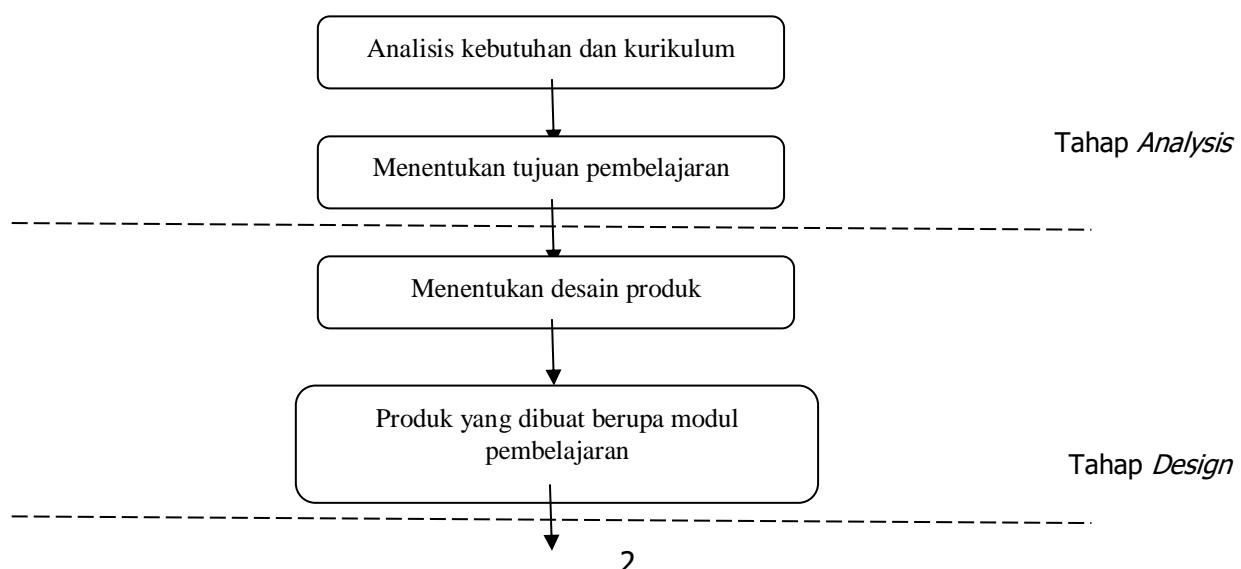 Analisis kebutuhan dan kurikulum
Tahap Analysis
Menentukan tujuan pembelajaran
Menentukan desain produk
Produk yang dibuat berupa modul
pembelajaran
Tahap Design
2